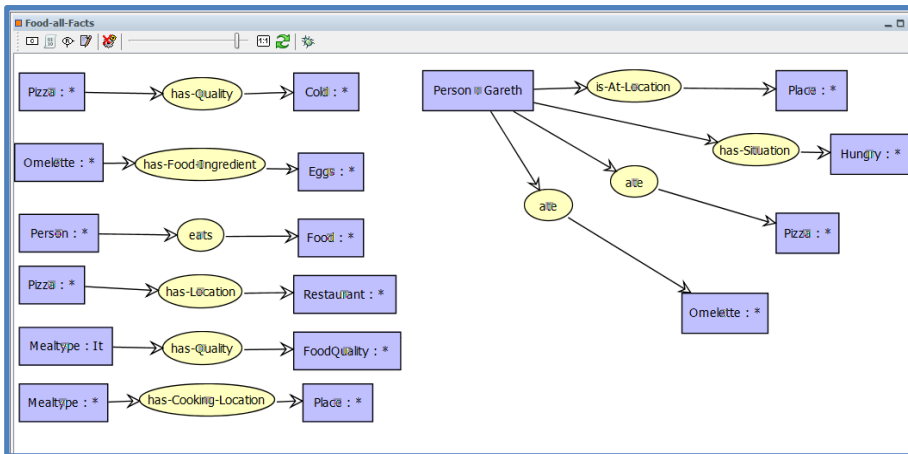 Food-all-Facts
1:1
Pizza : * has-Quality Cold : *
Omelette : * has-Food-Ingredient Eggs : *
Person : * eats Food : *
Pizza : * has-Location Restaurant : *
Mealtype : It has-Quality FoodQuality : *
Mealtype : * has-Cooking-Location Place : *
Person : Gareth is-At-Location Place : *
has-Situation Hungry : *
ate Pizza : *
ate Omelette : *